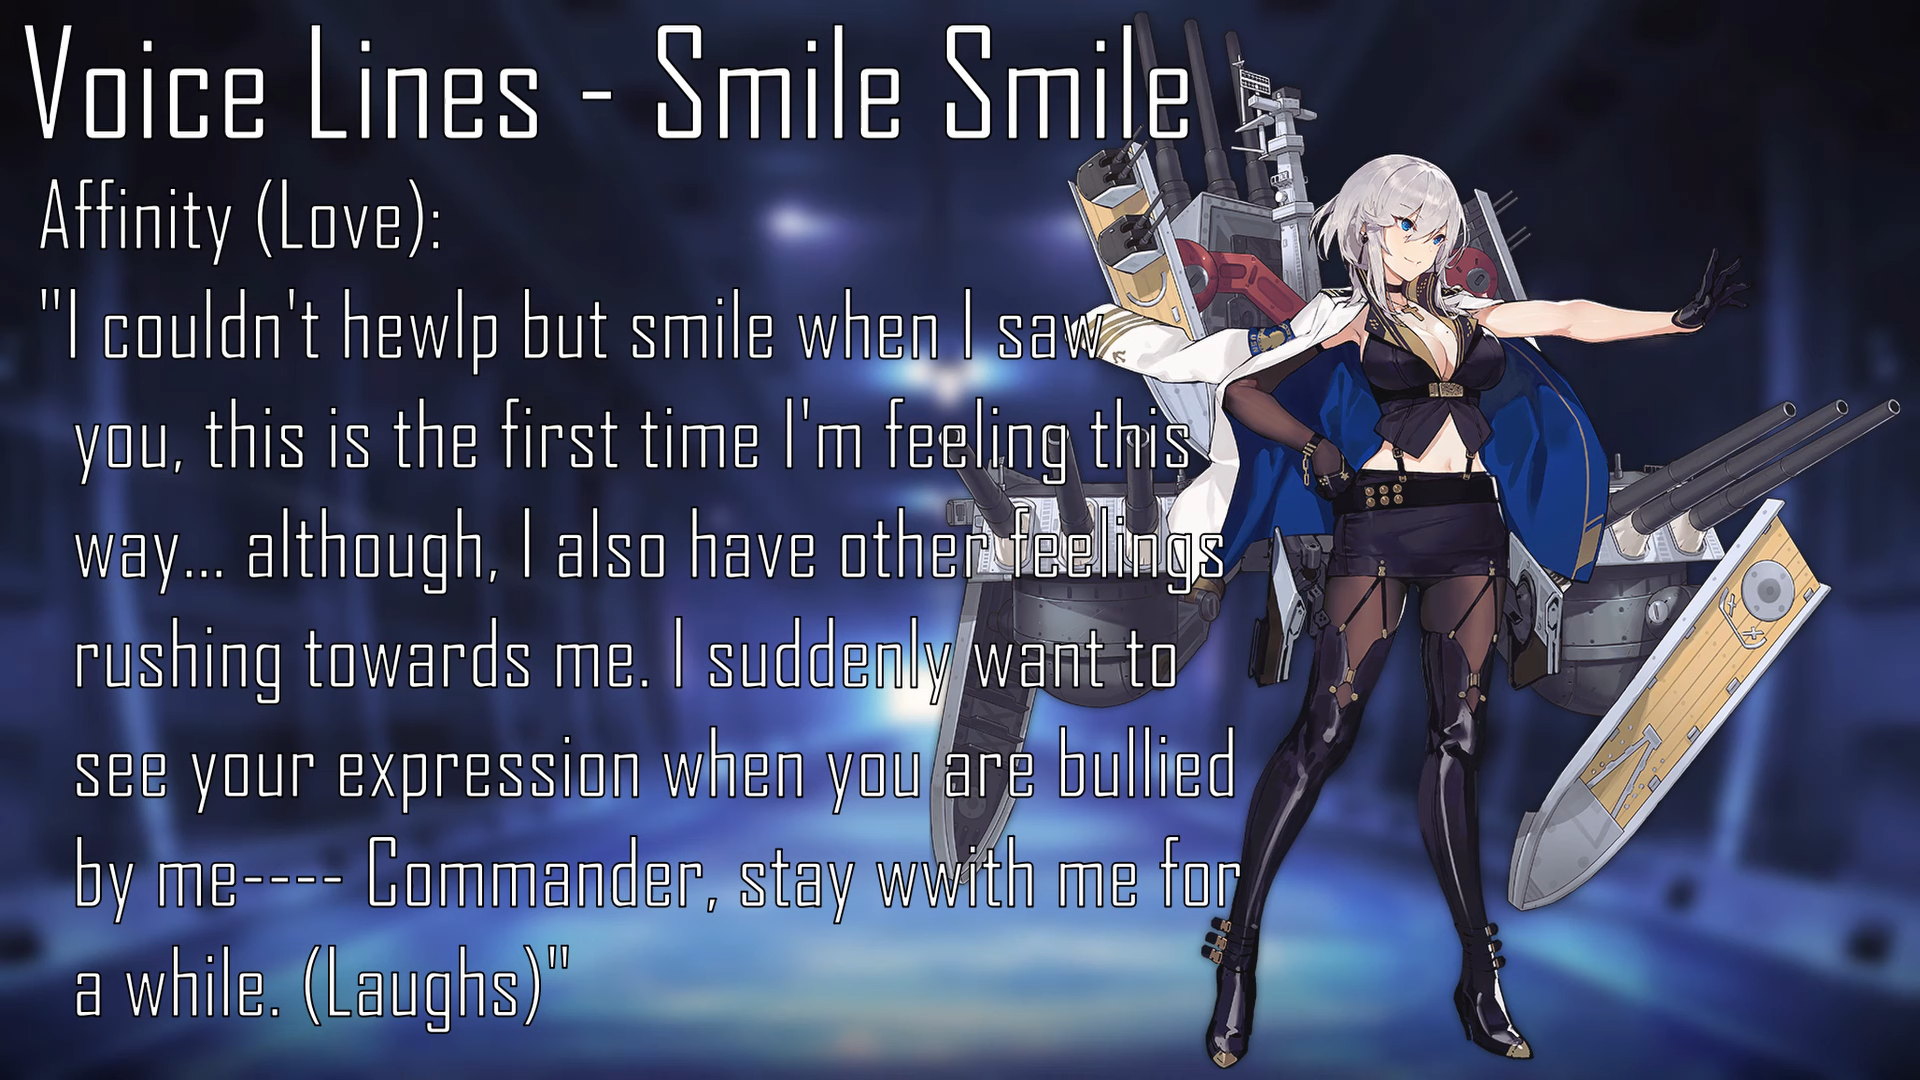 Voice Lines - Smile Smile
Affinity (Love):
"I couldn't hewlp but smile when I saw
you, this is the first time I'm feeling this
way... although, I also have other feelings
rushing towards me. I suddenly want to
see your expression when you are bullied
by me---- Commander, stay wwith me for
a while. (Laughs)"